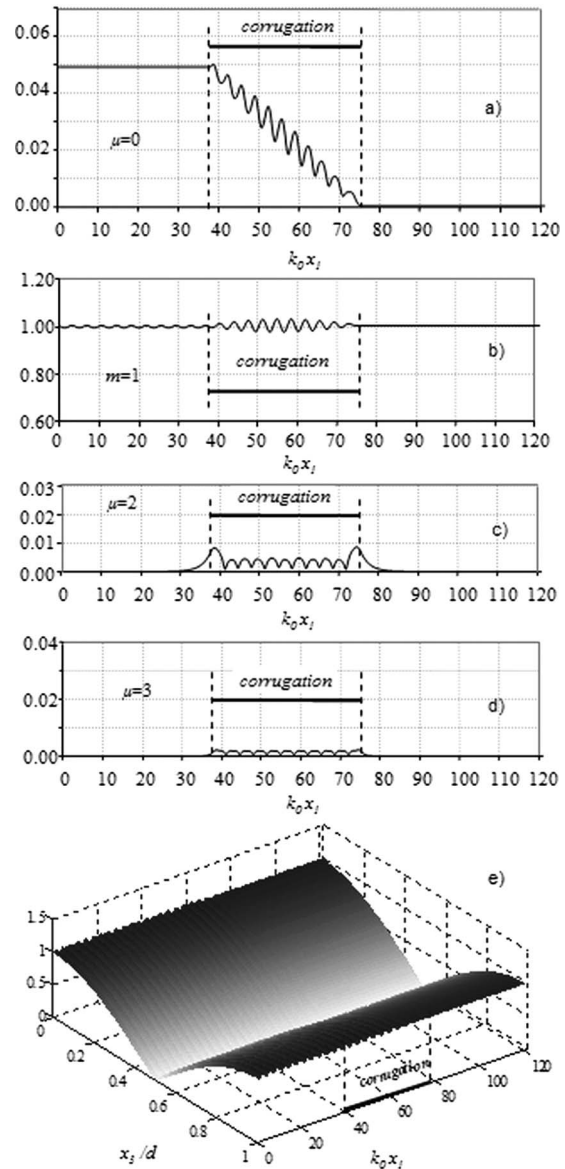 0.06
corrugation
0.04
a)
μ=0
0.02
0.00
0 10 20 30 40 50 60 70 80 90 100 110 120
k₀x₁
1.20
1.00
b)
corrugation
0.80
m=1
0.60
0 10 20 30 40 50 60 70 80 90 100 110 120
k₀x₁
0.03
μ=2
corrugation
0.02
c)
0.01
0.00
0 10 20 30 40 50 60 70 80 90 100 110 120
k₀x₁
0.04
μ=3
corrugation
0.02
d)
0.00
0 10 20 30 40 50 60 70 80 90 100 110 120
k₀x₁
e)
1.5
1
0.5
0
0
0.2
0.4
0.6
0.8
1
x₃/d
corrugation
0
20
40
60
80
100
120
k₀x₁